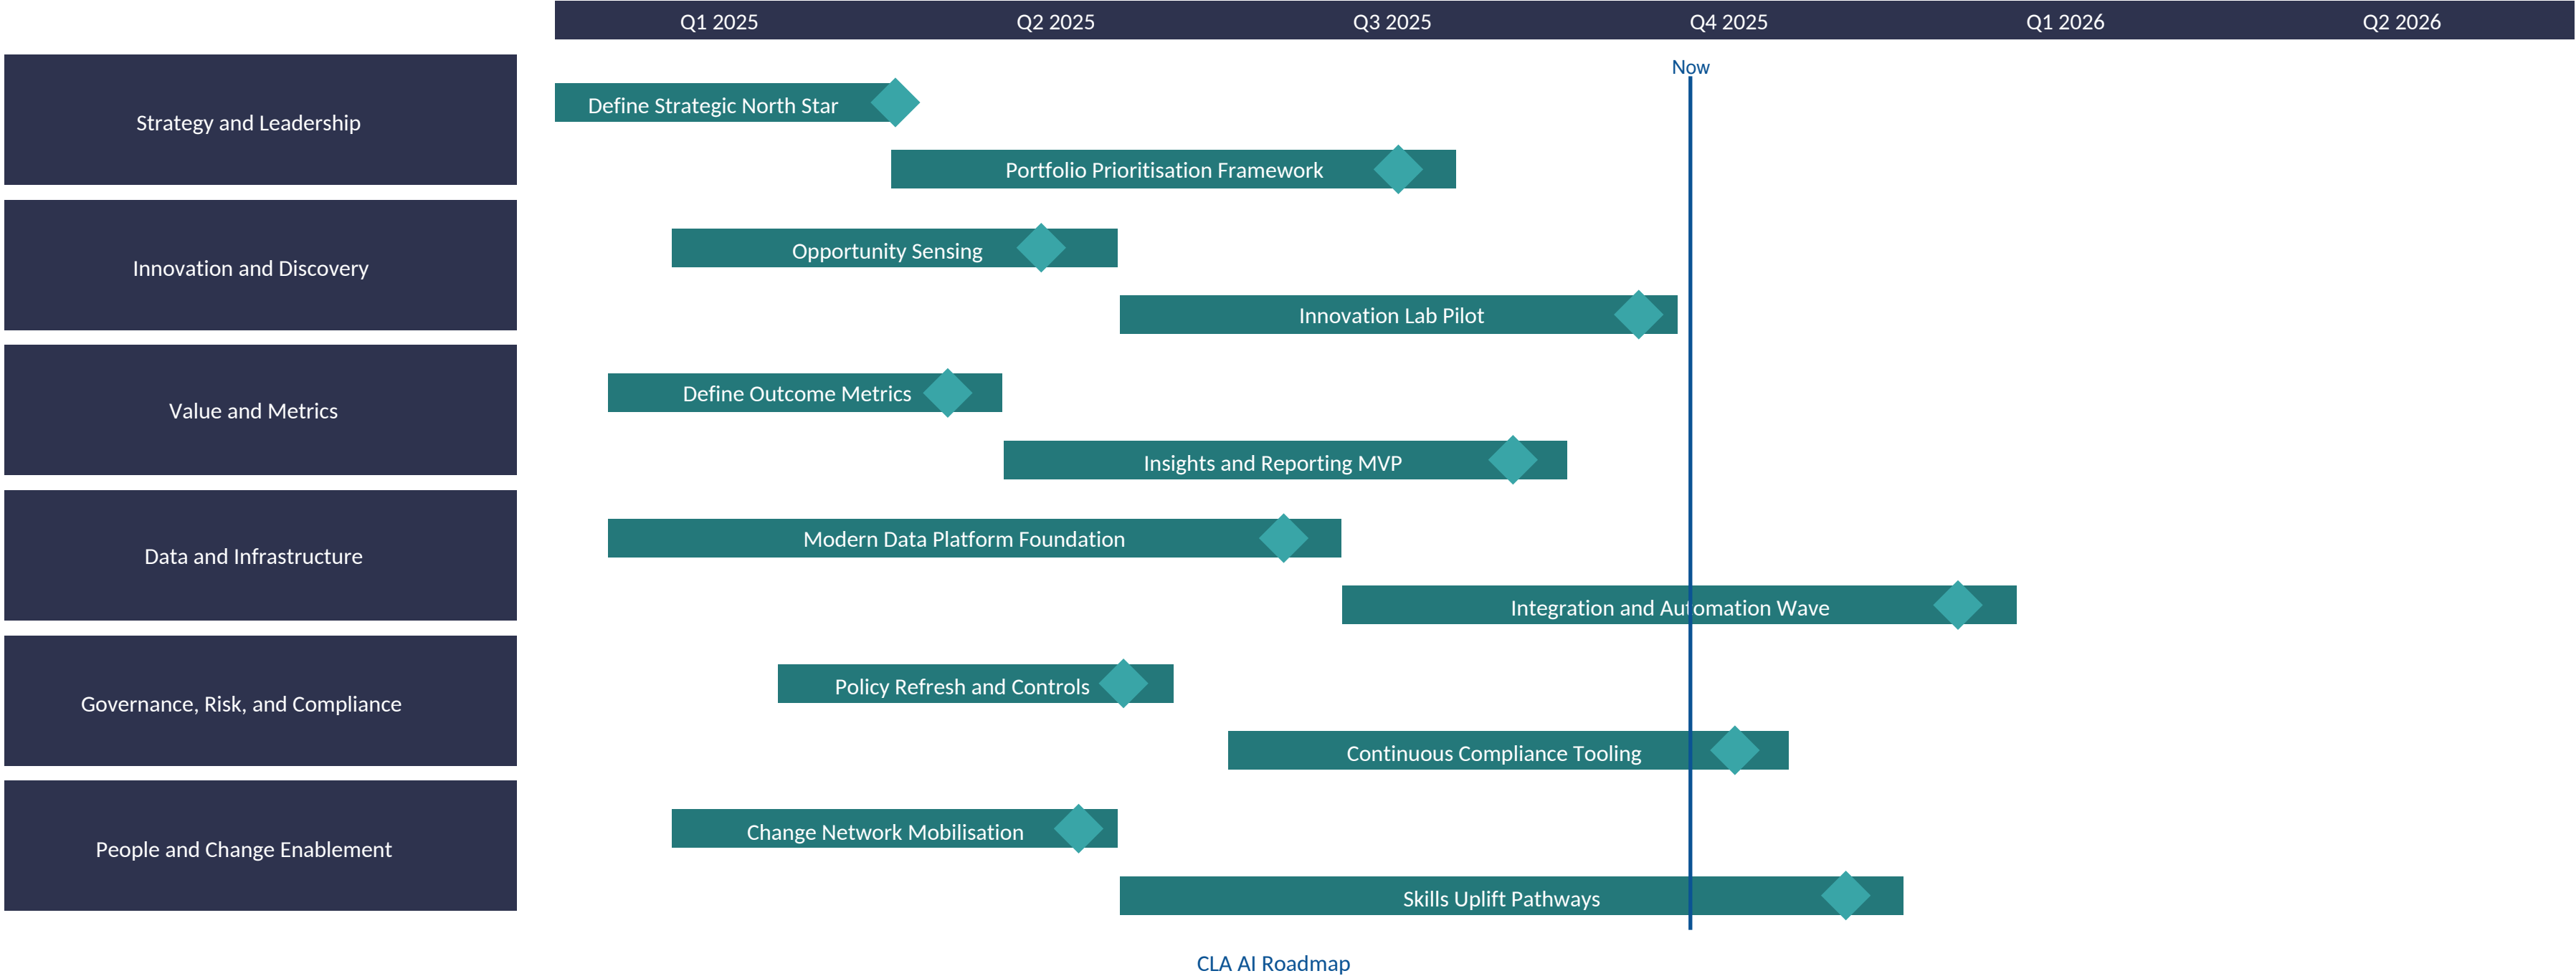 Q1 2025
Q2 2025
Q3 2025
Q4 2025
Q1 2026
Q2 2026
Now
Strategy and Leadership
Define Strategic North Star
Portfolio Prioritisation Framework
Innovation and Discovery
Opportunity Sensing
Innovation Lab Pilot
Value and Metrics
Define Outcome Metrics
Insights and Reporting MVP
Data and Infrastructure
Modern Data Platform Foundation
Integration and Automation Wave
Governance, Risk, and Compliance
Policy Refresh and Controls
Continuous Compliance Tooling
People and Change Enablement
Change Network Mobilisation
Skills Uplift Pathways
CLA AI Roadmap